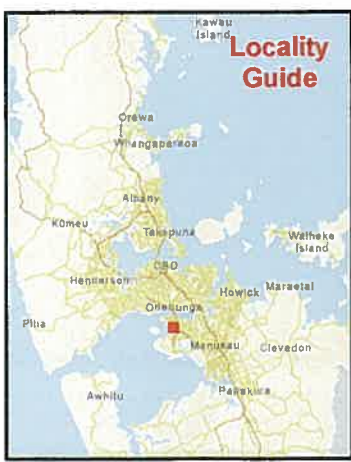 Kawau
Island
Locality
Guide
Orewa
Whangaparaoa
Albany
Kumeu
Takapuna
Waiheke
Island
CBD
Henderson
Howick
Maraetai
Onehunga
Piha
Manukau
Clevedon
Awhitu
Papakura